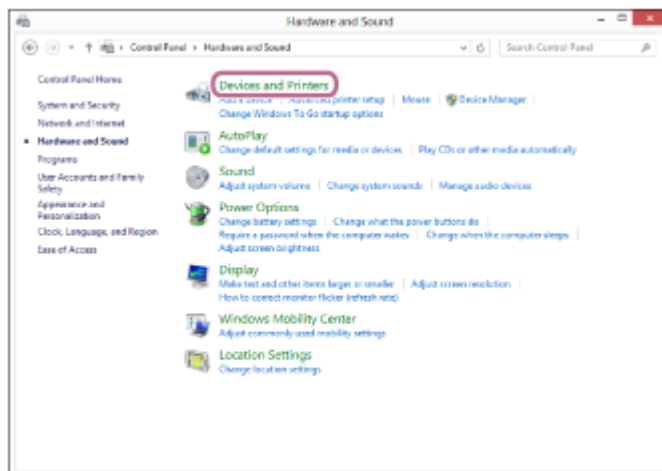 Hardware and Sound
Control Panel › Hardware and Sound
Search Control Panel
Control Panel Home
System and Security
Network and Internet
Hardware and Sound
Programs
User Accounts and Family
Safety
Appearance and
Personalization
Clock, Language, and Region
Ease of Access
Devices and Printers
Add a device | Advanced printer setup | Mouse | Device Manager
Change Windows To Go startup options
AutoPlay
Change default settings for media or devices | Play CDs or other media automatically
Sound
Adjust system volume | Change system sounds | Manage audio devices
Power Options
Change battery settings | Change what the power buttons do
Require a password when the computer wakes | Change when the computer sleeps
Adjust screen brightness
Display
Make text and other items larger or smaller | Adjust screen resolution
How to correct monitor flicker (refresh rate)
Windows Mobility Center
Adjust commonly used mobility settings
Location Settings
Change location settings